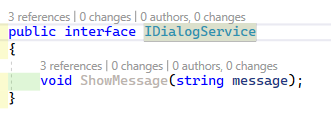 3 references | 0 changes | 0 authors, 0 changes
public interface IDialogService
{
3 references | 0 changes | 0 authors, 0 changes
void ShowMessage(string message);
}